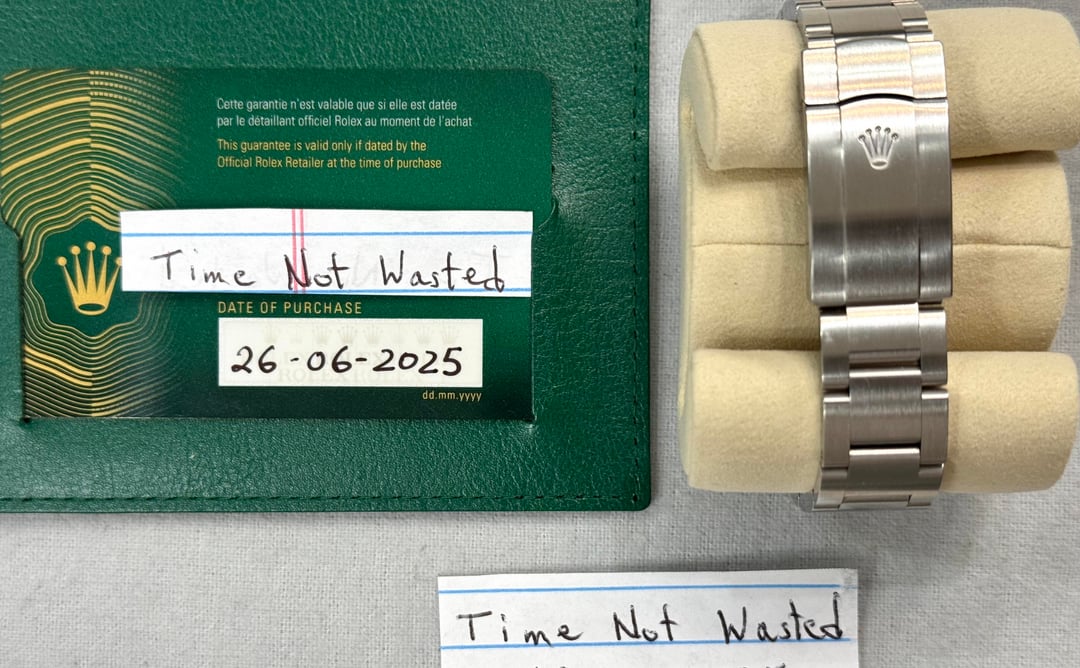 Cette garantie n'est valable que si elle est datée
par le détaillant officiel Rolex au moment de l'achat
This guarantee is valid only if dated by the
Official Rolex Retailer at the time of purchase
Time Not Wasted
DATE OF PURCHASE
26-06-2025
dd.mm.yyyy
Time Not Wasted